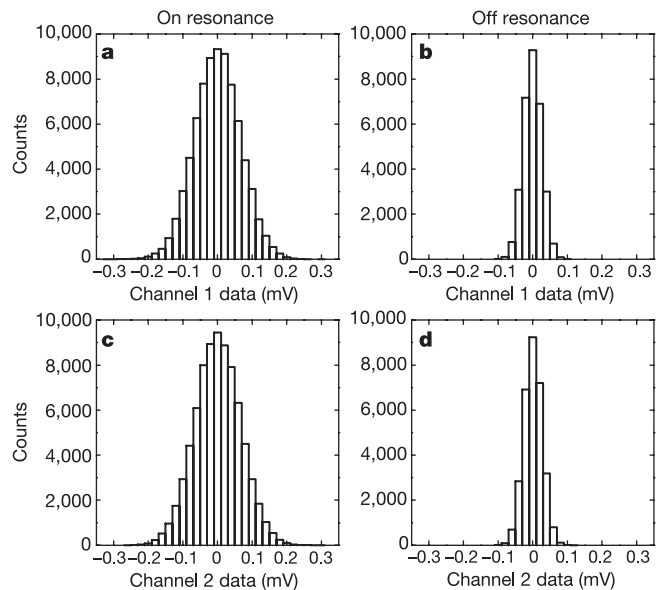 On resonance
Off resonance
a
10,000
8,000
6,000
4,000
2,000
0
Counts
−0.3 −0.2 −0.1 0 0.1 0.2 0.3
Channel 1 data (mV)
b
10,000
8,000
6,000
4,000
2,000
0
−0.3 −0.2 −0.1 0 0.1 0.2 0.3
Channel 1 data (mV)
c
10,000
8,000
6,000
4,000
2,000
0
Counts
−0.3 −0.2 −0.1 0 0.1 0.2 0.3
Channel 2 data (mV)
d
10,000
8,000
6,000
4,000
2,000
0
−0.3 −0.2 −0.1 0 0.1 0.2 0.3
Channel 2 data (mV)